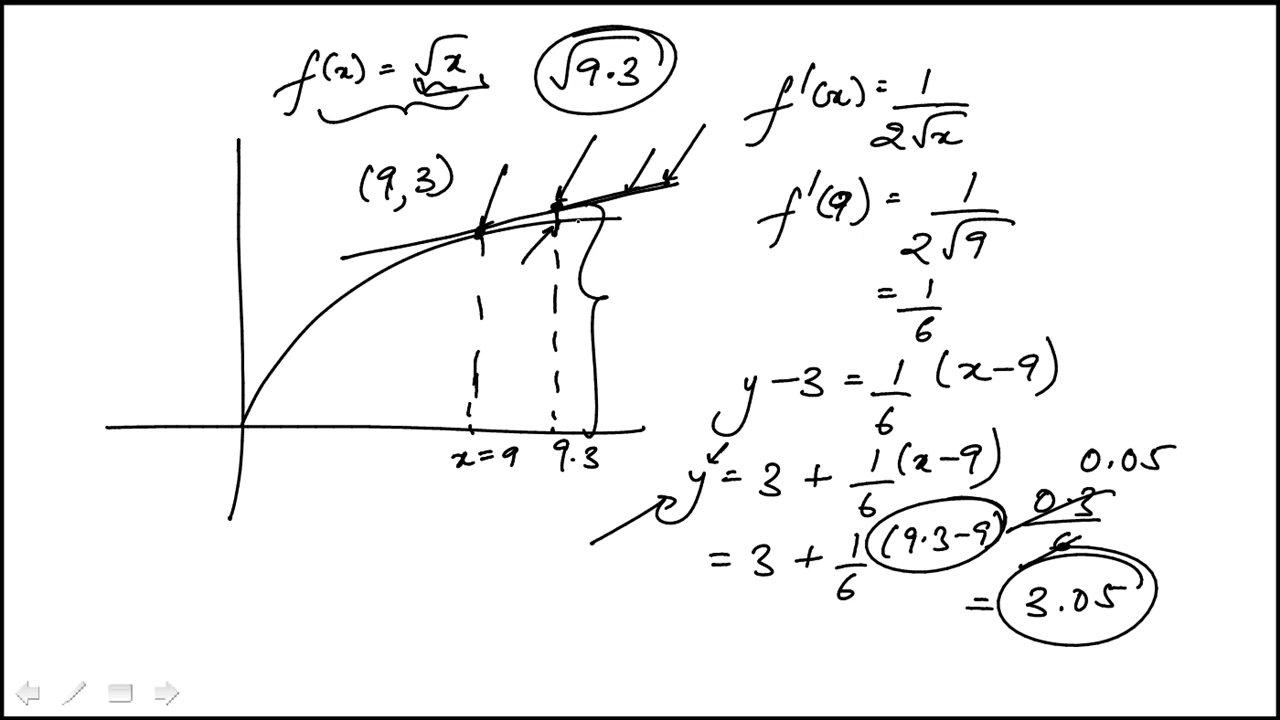 f(x) = √x
√9.3
(9,3)
x=9
9.3
f'(x) = 1/2√x
f'(9) = 1/2√9
= 1/6
y-3 = 1/6 (x-9)
y = 3 + 1/6 (x-9)
0.05
= 3 + 1/6 (9.3-9)
0.3/6
= 3.05